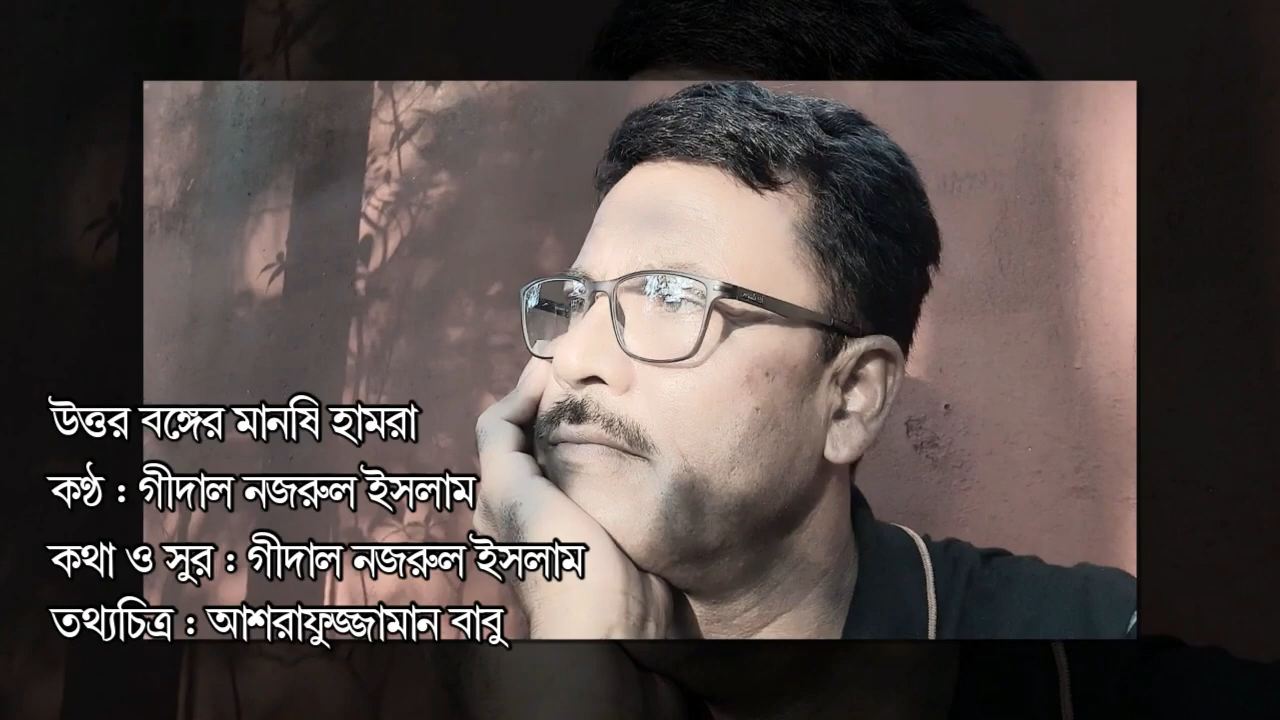 উত্তর বঙ্গের মানষি হামরা
কণ্ঠ : গীদাল নজরুল ইসলাম
কথা ও সুর : গীদাল নজরুল ইসলাম
তথ্যচিত্র : আশরাফুজ্জামান বাবু